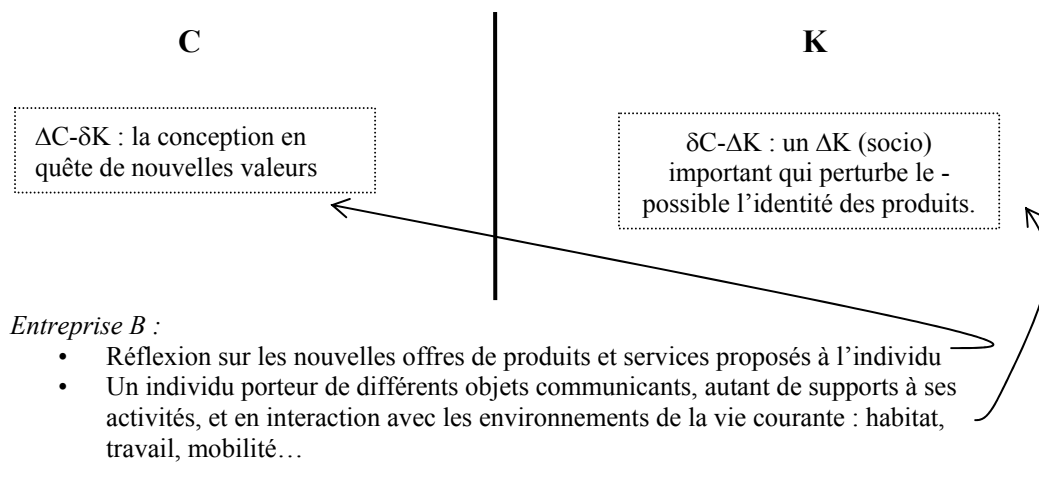 C
K
ΔC-δK : la conception en
quête de nouvelles valeurs
δC-ΔK : un ΔK (socio)
important qui perturbe le -
possible l’identité des produits.
Entreprise B :
• Réflexion sur les nouvelles offres de produits et services proposés à l’individu
• Un individu porteur de différents objets communicants, autant de supports à ses
activités, et en interaction avec les environnements de la vie courante : habitat,
travail, mobilité…